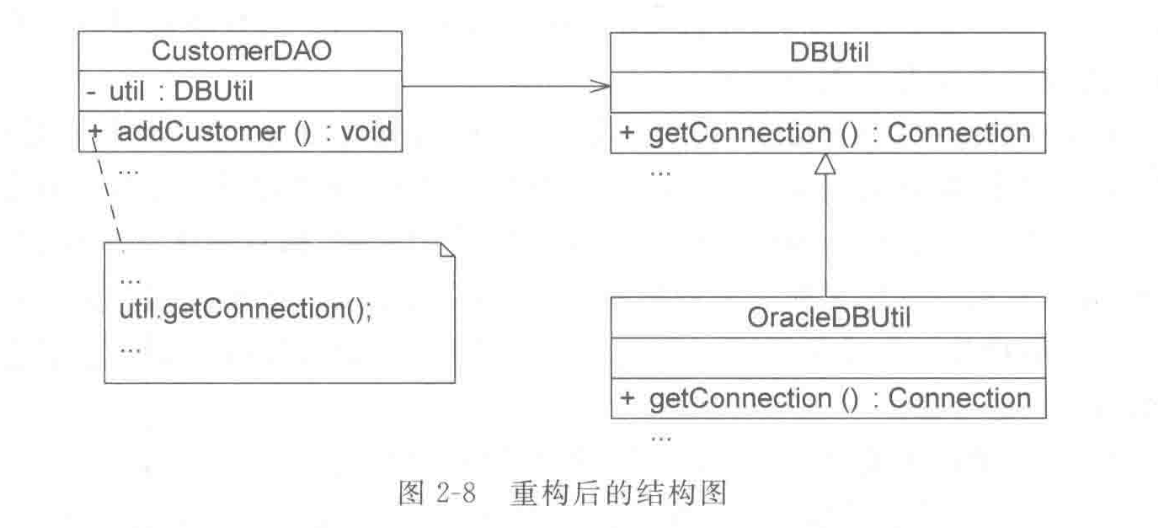 CustomerDAO
- util : DBUtil
+ addCustomer () : void
...
DBUtil
+ getConnection () : Connection
...
...
util.getConnection();
...
OracleDBUtil
+ getConnection () : Connection
...
图 2-8 重构后的结构图